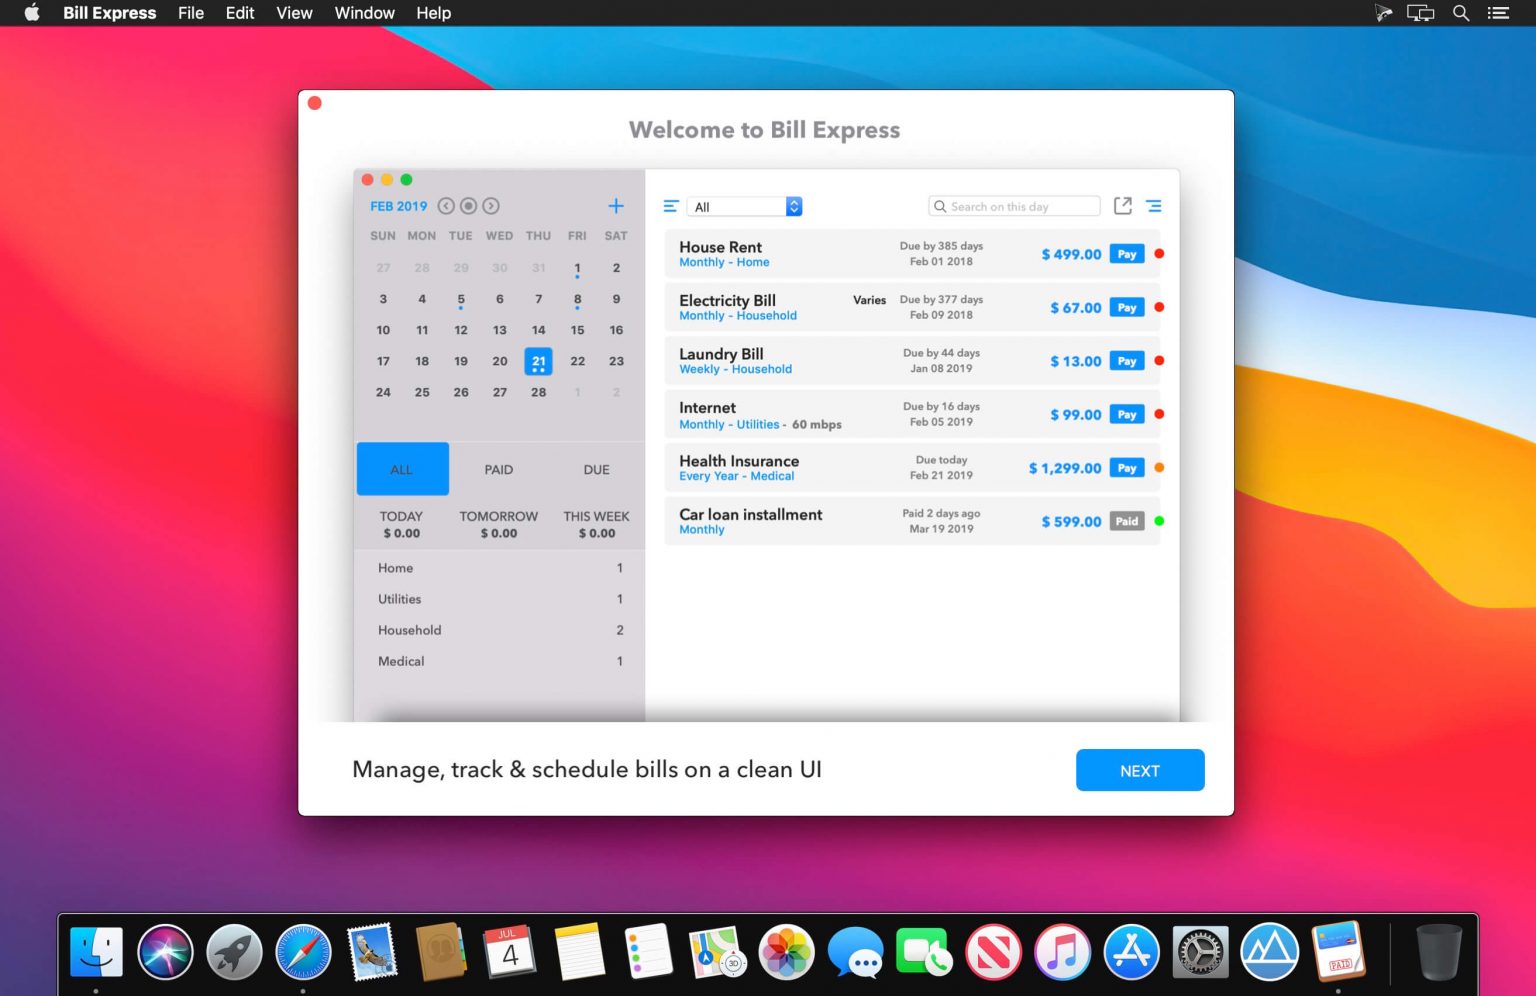 Bill Express File Edit View Window Help
Welcome to Bill Express
FEB 2019
SUN MON TUE WED THU FRI SAT
27 28 29 30 31 1 2
3 4 5 6 7 8 9
10 11 12 13 14 15 16
17 18 19 20 21 22 23
24 25 26 27 28 1 2
ALL PAID DUE
TODAY TOMORROW THIS WEEK
$ 0.00 $ 0.00 $ 0.00
Home 1
Utilities 1
Household 2
Medical 1
All Search on this day
House Rent Due by 385 days $ 499.00 Pay
Monthly - Home Feb 01 2018
Electricity Bill Varies Due by 377 days $ 67.00 Pay
Monthly - Household Feb 09 2018
Laundry Bill Due by 44 days $ 13.00 Pay
Weekly - Household Jan 08 2019
Internet Due by 16 days $ 99.00 Pay
Monthly - Utilities - 60 mbps Feb 05 2019
Health Insurance Due today $ 1,299.00 Pay
Every Year - Medical Feb 21 2019
Car loan installment Paid 2 days ago $ 599.00 Paid
Monthly Mar 19 2019
Manage, track & schedule bills on a clean UI
NEXT
JUL
4
3D
PAID